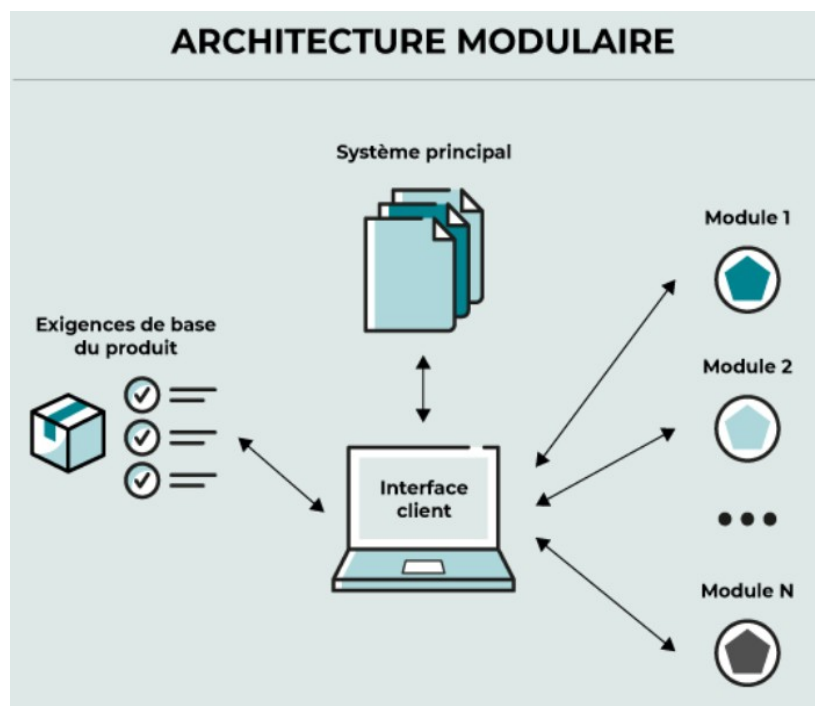 ARCHITECTURE MODULAIRE
Système principal
Module 1
Exigences de base
du produit
Module 2
Interface
client
Module N